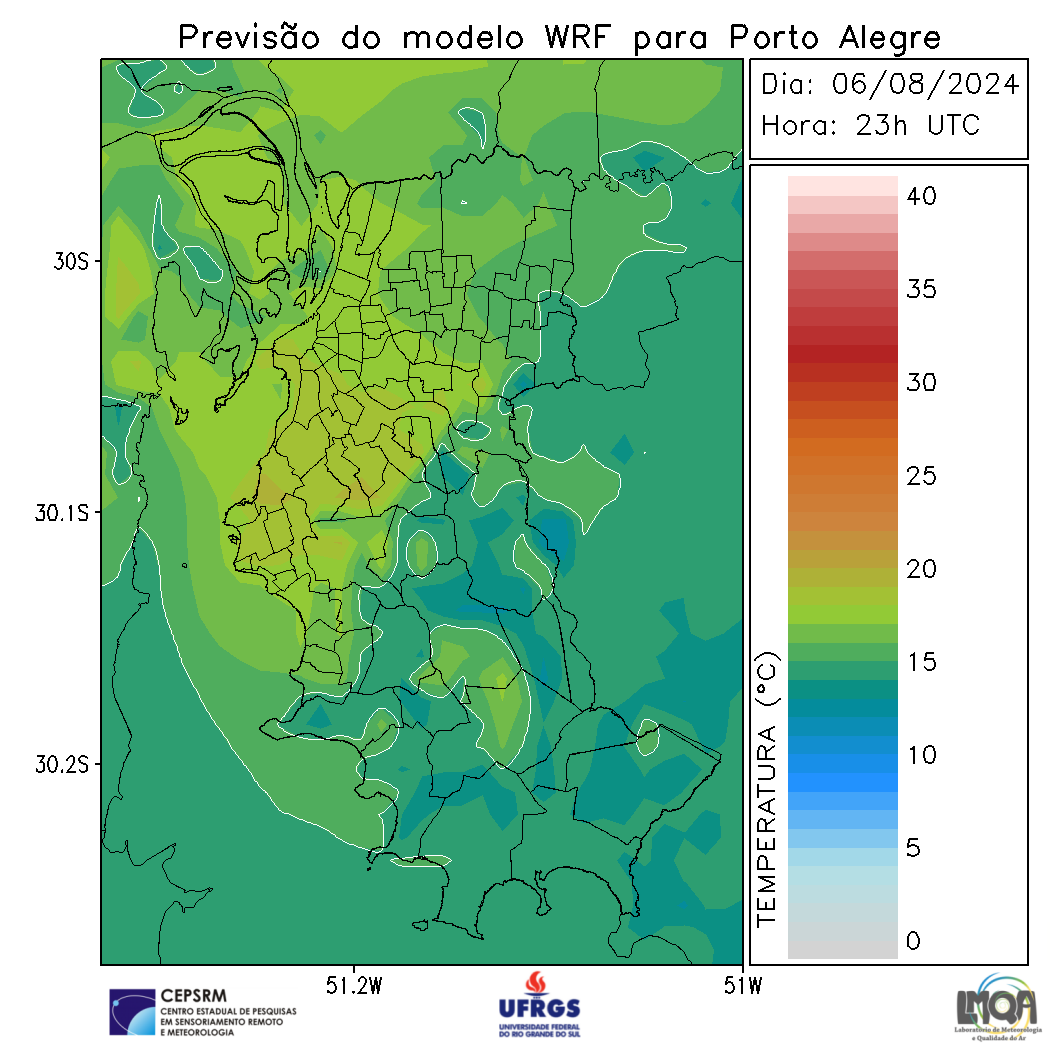 Previsão do modelo WRF para Porto Alegre
Dia: 06/08/2024
Hora: 23h UTC
40
35
30
25
20
15
10
5
0
TEMPERATURA (°C)
30S
30.1S
30.2S
51.2W
51W
CEPSRM
CENTRO ESTADUAL DE PESQUISAS
EM SENSORIAMENTO REMOTO
E METEOROLOGIA
UFRGS
UNIVERSIDADE FEDERAL
DO RIO GRANDE DO SUL
LMQA
Laboratório de Meteorologia
e Qualidade do Ar